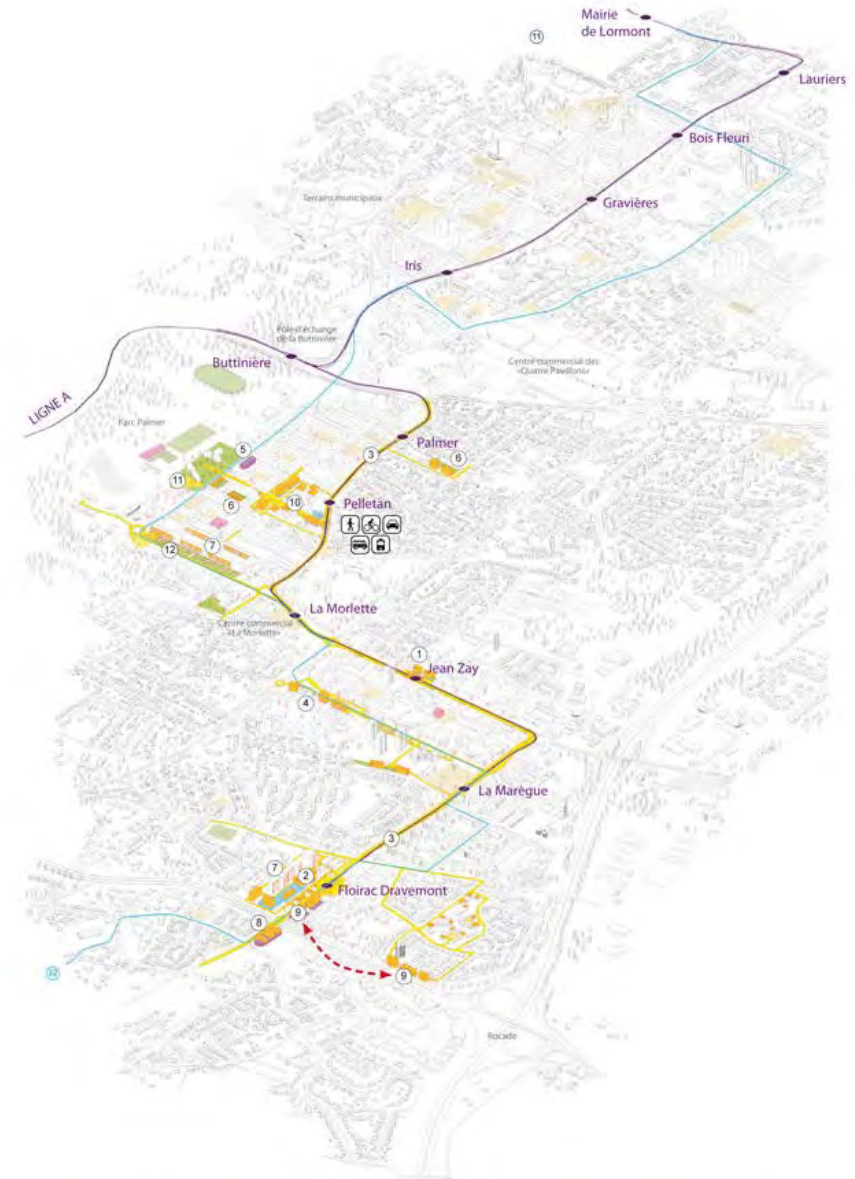 Mairie
de Lormont
11
Lauriers
Bois Fleuri
Terrains municipaux
Gravières
Iris
Pôle d'échange
de la Buttinière
Buttinière
Centre commercial des
«Quatre Pavillons»
LIGNE A
Parc Palmer
Palmer
3
5
6
11
6
10
Pelletan
12
7
La Morlette
Centre commercial
«La Morlette»
1
Jean Zay
4
La Marègue
3
7
2
Floirac Dravemont
9
8
32
9
Rocade